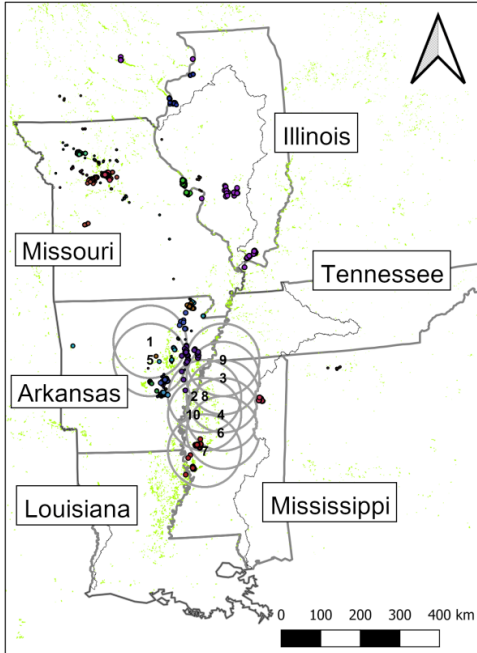 Illinois
Missouri
Tennessee
1
5
9
3
Arkansas
2 8
10 4
6
7
Louisiana
Mississippi
0 100 200 300 400 km